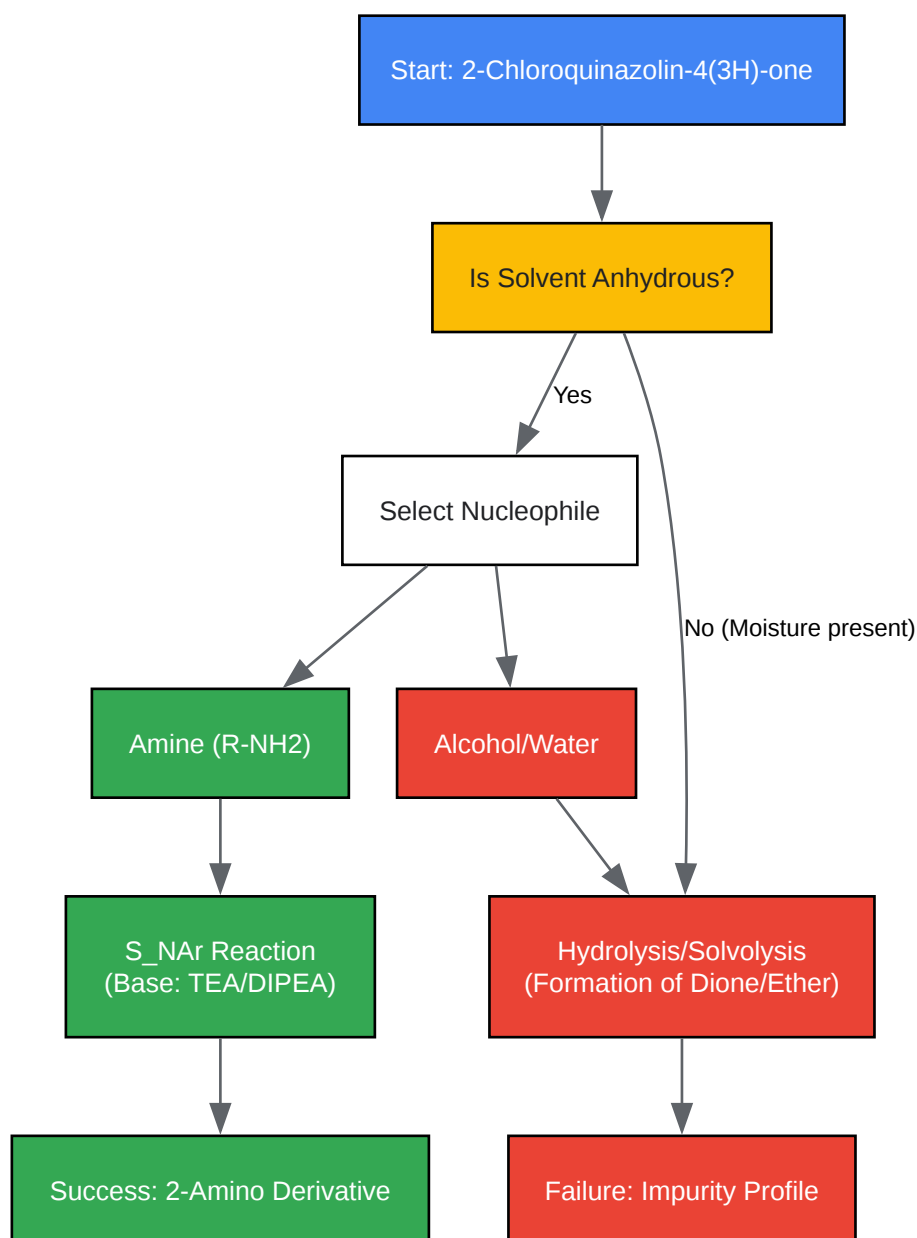 Start: 2-Chloroquinazolin-4(3H)-one
Is Solvent Anhydrous?
Yes
Select Nucleophile
No (Moisture present)
Amine (R-NH2)
Alcohol/Water
S_NAr Reaction
(Base: TEA/DIPEA)
Hydrolysis/Solvolysis
(Formation of Dione/Ether)
Success: 2-Amino Derivative
Failure: Impurity Profile